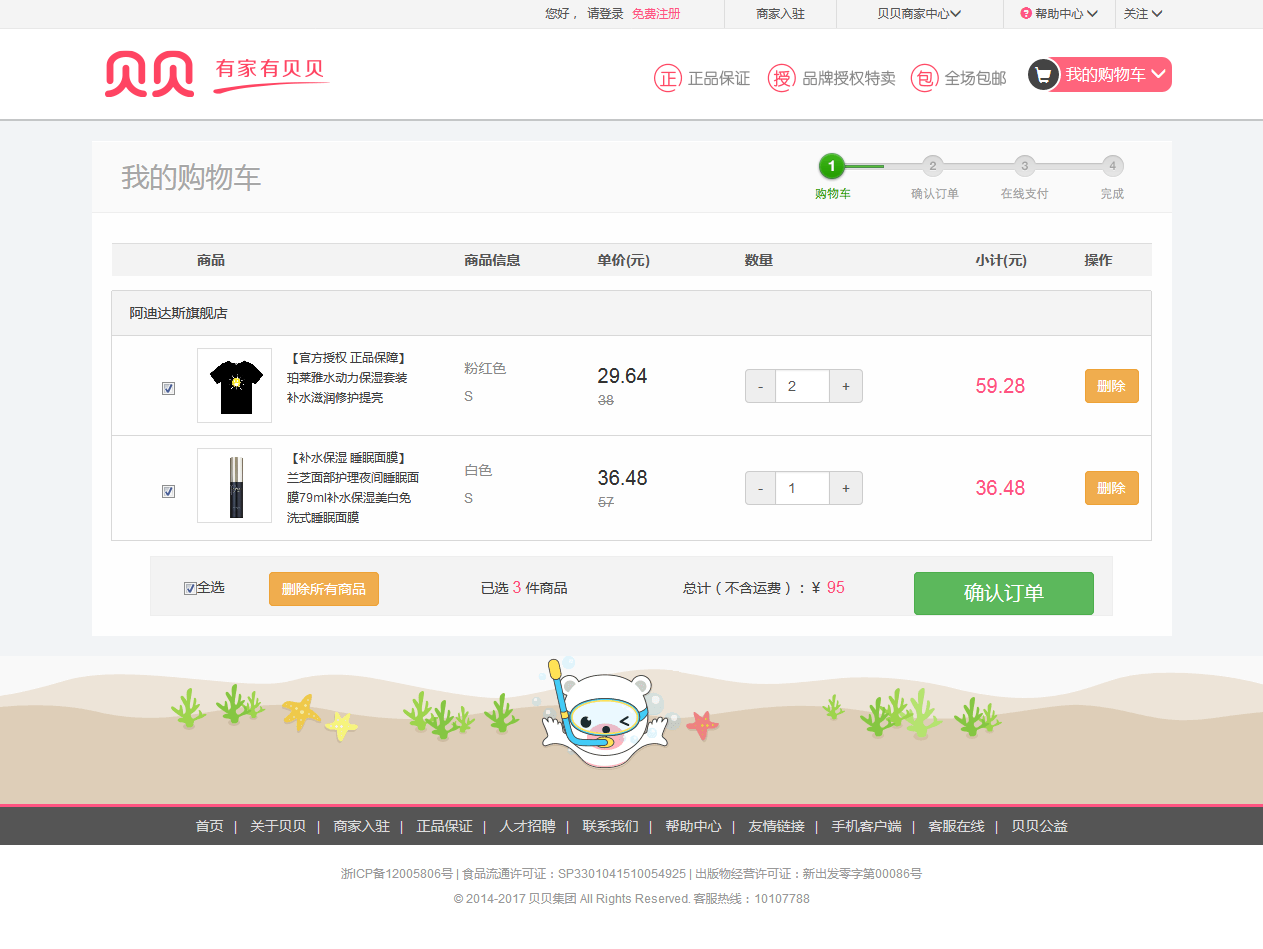 您好， 请登录 免费注册 商家入驻 贝贝商家中心 ? 帮助中心 关注
贝贝 有家有贝贝 正 正品保证 授 品牌授权特卖 包 全场包邮 我的购物车
我的购物车
1 2 3 4
购物车 确认订单 在线支付 完成
商品 商品信息 单价(元) 数量 小计(元) 操作
阿迪达斯旗舰店
【官方授权 正品保障】
珀莱雅水动力保湿套装
补水滋润修护提亮
粉红色
S
29.64
38
- 2 +
59.28
删除
【补水保湿 睡眠面膜】
兰芝面部护理夜间睡眠面
膜79ml补水保湿美白免
洗式睡眠面膜
白色
S
36.48
57
- 1 +
36.48
删除
全选 删除所有商品 已选 3 件商品 总计（不含运费）：¥ 95 确认订单
首页 | 关于贝贝 | 商家入驻 | 正品保证 | 人才招聘 | 联系我们 | 帮助中心 | 友情链接 | 手机客户端 | 客服在线 | 贝贝公益
浙ICP备12005806号 | 食品流通许可证：SP3301041510054925 | 出版物经营许可证：新出发零字第00086号
© 2014-2017 贝贝集团 All Rights Reserved. 客服热线：10107788